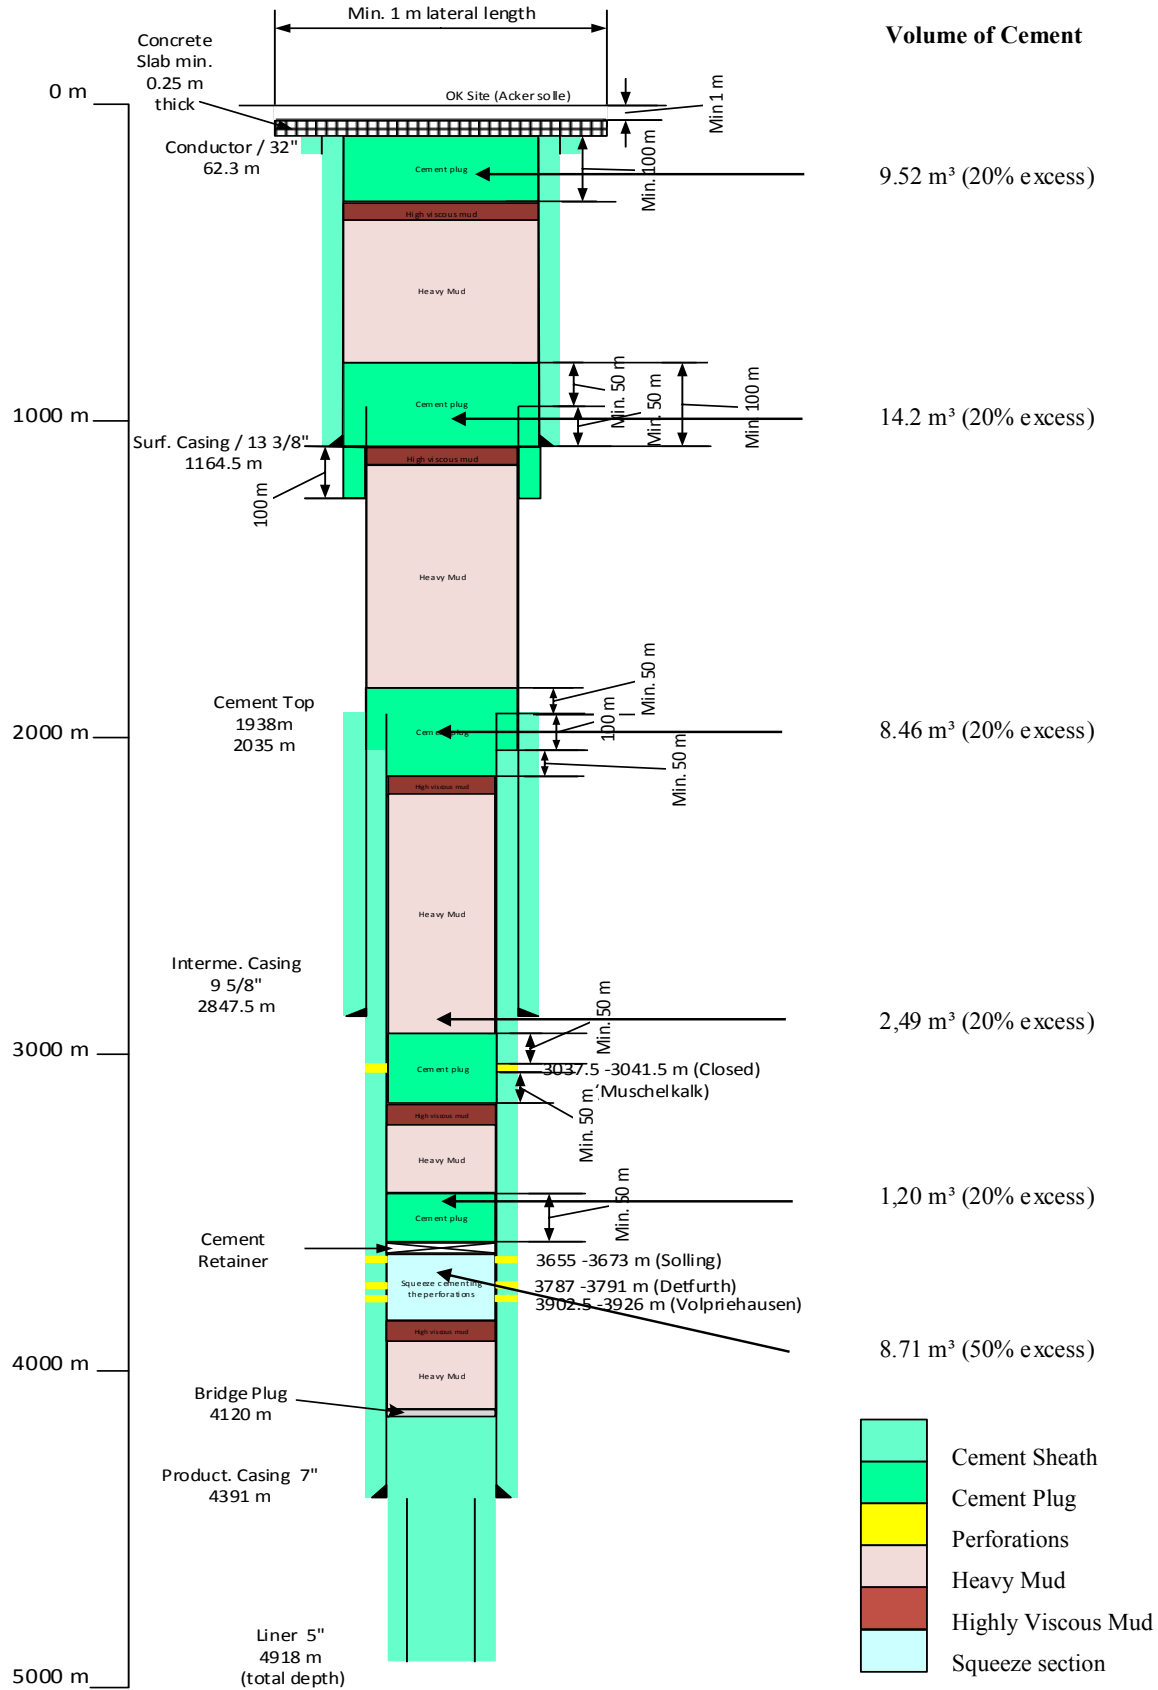 Min. 1 m lateral length
Volume of Cement
Concrete
Slab min.
0.25 m
thick
0 m
OK Site (Ackersolle)
Min 1 m
Conductor / 32"
62.3 m
Cement plug
Min. 100 m
9.52 m³ (20% excess)
High viscous mud
Heavy Mud
Min. 50 m
Min. 50 m
Min. 100 m
Cement plug
1000 m
14.2 m³ (20% excess)
Surf. Casing / 13 3/8"
1164.5 m
High viscous mud
100 m
Heavy Mud
Min. 50 m
Cement Top
1938m
2035 m
2000 m
Cement plug
100 m
Min. 50 m
8.46 m³ (20% excess)
High viscous mud
Heavy Mud
Interme. Casing
9 5/8"
2847.5 m
Min. 50 m
2,49 m³ (20% excess)
3000 m
Cement plug
3037.5 -3041.5 m (Closed)
(Muschelkalk)
Min. 50 m
High viscous mud
Heavy Mud
Min. 50 m
1,20 m³ (20% excess)
Cement plug
Cement
Retainer
3655 -3673 m (Solling)
Squeeze cementing
the perforations
3787 -3791 m (Detfurth)
3902.5 -3926 m (Volpriehausen)
High viscous mud
8.71 m³ (50% excess)
Heavy Mud
4000 m
Bridge Plug
4120 m
Product. Casing 7"
4391 m
Cement Sheath
Cement Plug
Perforations
Heavy Mud
Highly Viscous Mud
Squeeze section
Liner 5"
4918 m
(total depth)
5000 m